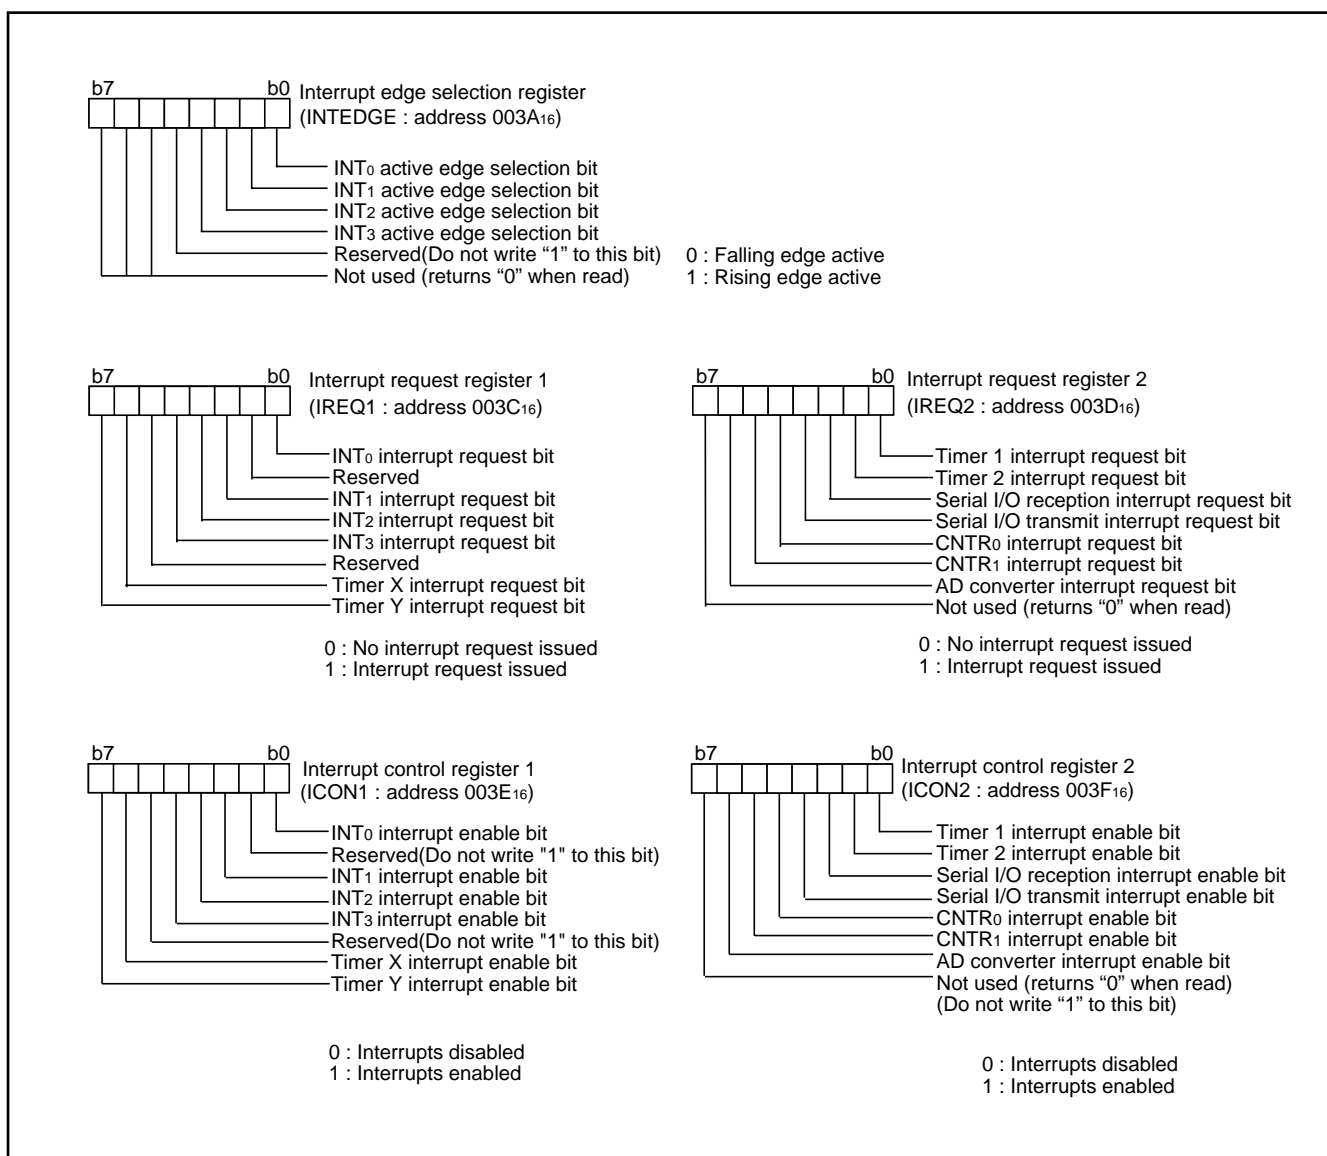 b7 b0 Interrupt edge selection register
(INTEDGE : address 003A16)
INT0 active edge selection bit
INT1 active edge selection bit
INT2 active edge selection bit
INT3 active edge selection bit
Reserved(Do not write “1” to this bit)
Not used (returns “0” when read)
0 : Falling edge active
1 : Rising edge active
b7 b0 Interrupt request register 1
(IREQ1 : address 003C16)
INT0 interrupt request bit
Reserved
INT1 interrupt request bit
INT2 interrupt request bit
INT3 interrupt request bit
Reserved
Timer X interrupt request bit
Timer Y interrupt request bit
0 : No interrupt request issued
1 : Interrupt request issued
b7 b0 Interrupt request register 2
(IREQ2 : address 003D16)
Timer 1 interrupt request bit
Timer 2 interrupt request bit
Serial I/O reception interrupt request bit
Serial I/O transmit interrupt request bit
CNTR0 interrupt request bit
CNTR1 interrupt request bit
AD converter interrupt request bit
Not used (returns “0” when read)
0 : No interrupt request issued
1 : Interrupt request issued
b7 b0 Interrupt control register 1
(ICON1 : address 003E16)
INT0 interrupt enable bit
Reserved(Do not write "1" to this bit)
INT1 interrupt enable bit
INT2 interrupt enable bit
INT3 interrupt enable bit
Reserved(Do not write "1" to this bit)
Timer X interrupt enable bit
Timer Y interrupt enable bit
0 : Interrupts disabled
1 : Interrupts enabled
b7 b0 Interrupt control register 2
(ICON2 : address 003F16)
Timer 1 interrupt enable bit
Timer 2 interrupt enable bit
Serial I/O reception interrupt enable bit
Serial I/O transmit interrupt enable bit
CNTR0 interrupt enable bit
CNTR1 interrupt enable bit
AD converter interrupt enable bit
Not used (returns “0” when read)
(Do not write “1” to this bit)
0 : Interrupts disabled
1 : Interrupts enabled